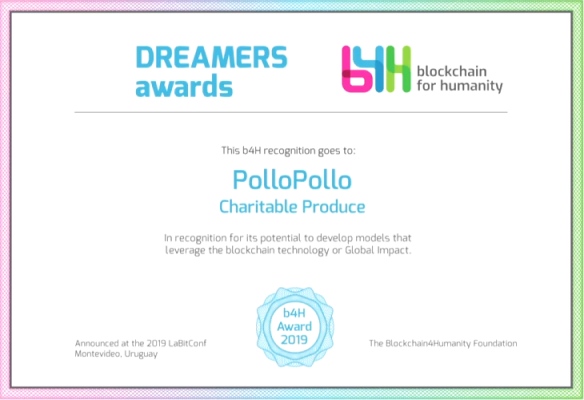 DREAMERS
awards
b4H
blockchain
for humanity
This b4H recognition goes to:
PolloPollo
Charitable Produce
In recognition for its potential to develop models that
leverage the blockchain technology or Global Impact.
b4H
Award
2019
Announced at the 2019 LaBitConf
Montevideo, Uruguay
The Blockchain4Humanity Foundation